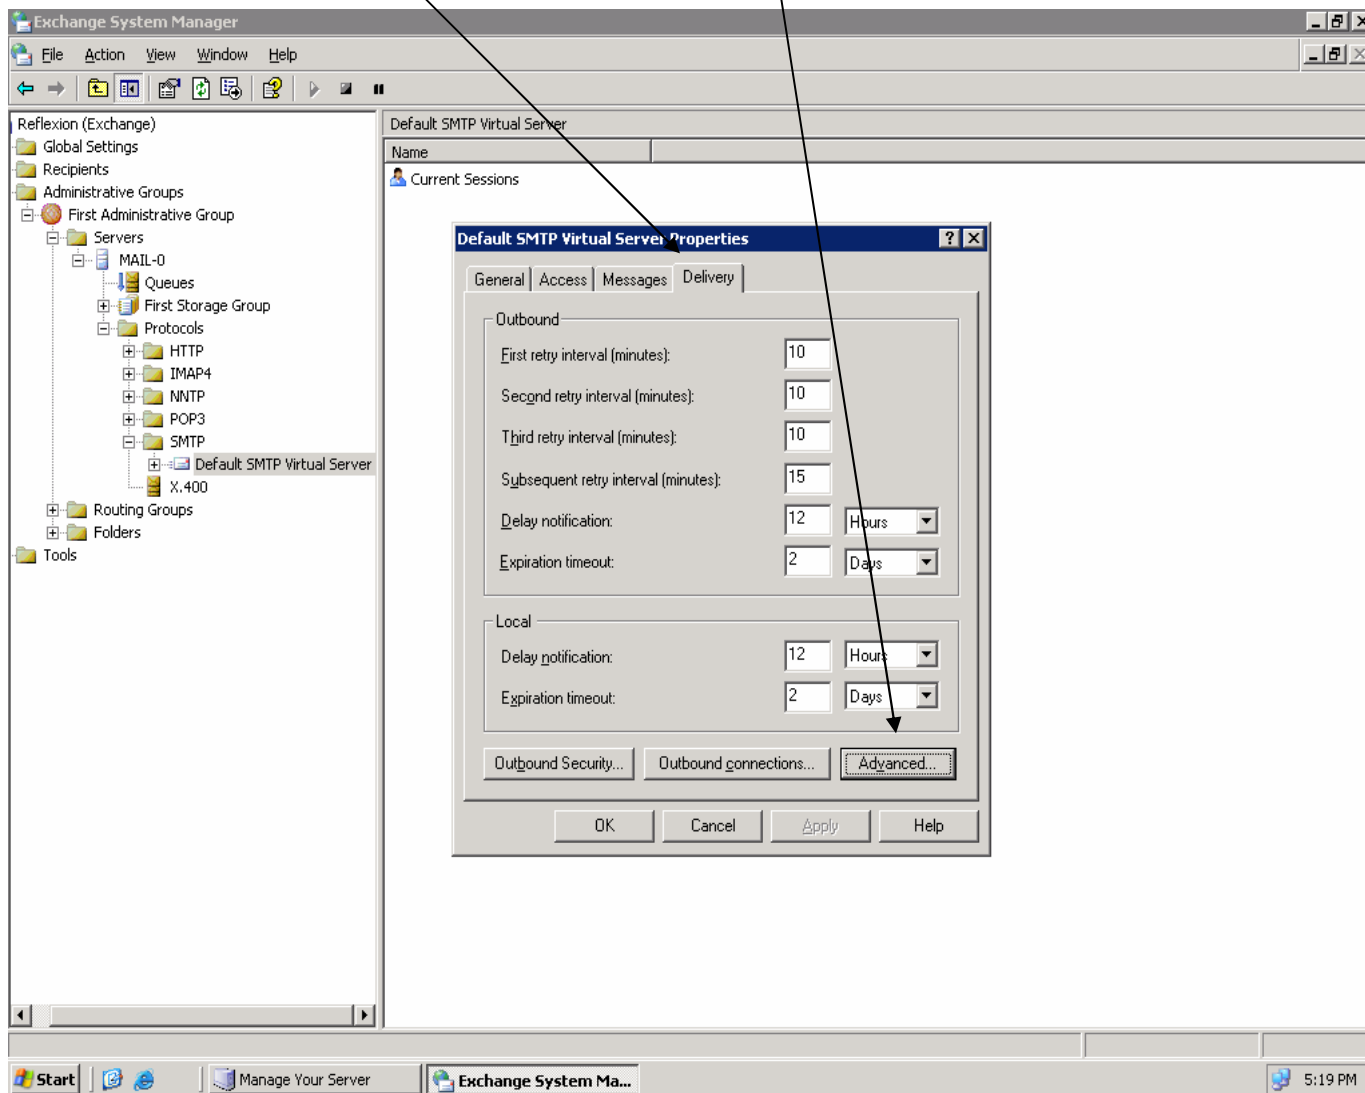 Exchange System Manager
File Action View Window Help
Reflexion (Exchange)
Global Settings
Recipients
Administrative Groups
First Administrative Group
Servers
MAIL-0
Queues
First Storage Group
Protocols
HTTP
IMAP4
NNTP
POP3
SMTP
Default SMTP Virtual Server
X.400
Routing Groups
Folders
Tools
Default SMTP Virtual Server
Name
Current Sessions
Default SMTP Virtual Server Properties
General Access Messages Delivery
Outbound
First retry interval (minutes): 10
Second retry interval (minutes): 10
Third retry interval (minutes): 10
Subsequent retry interval (minutes): 15
Delay notification: 12 Hours
Expiration timeout: 2 Days
Local
Delay notification: 12 Hours
Expiration timeout: 2 Days
Outbound Security... Outbound connections... Advanced...
OK Cancel Apply Help
Start Manage Your Server Exchange System Ma... 5:19 PM